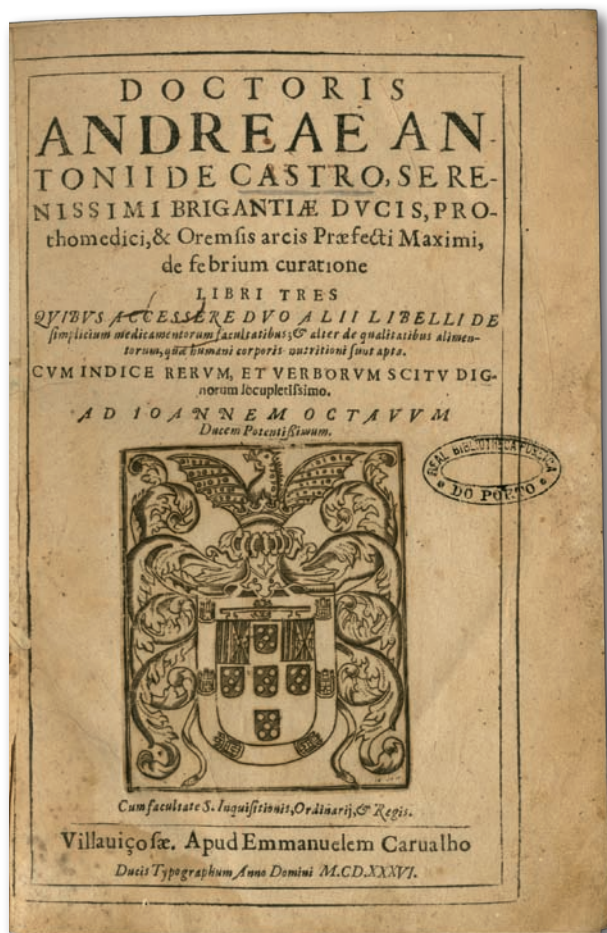 DOCTORIS
ANDREAE AN-
TONII DE CASTRO, SERE-
NISSIMI BRIGANTIÆ DVCIS, PRO-
thomedici, & Oremsis arcis Præfecti Maximi,
de febrium curatione
LIBRI TRES
QVIBVS ACCESSERE DVO ALII LIBELLI DE
simplicium medicamentorum facultatibus; & alter de qualitatibus alimen-
torum, quæ humani corporis nutritioni sunt apta.
CVM INDICE RERVM, ET VERBORVM SCITV DIG-
norum locupletissimo.
AD IOANNEM OCTAVVM
Ducem Potentissimum.
REAL BIBLIOTHECA PUBLICA
DO PORTO
Cum facultate S. Inquisitionis, Ordinarij, & Regis.
Villauiçosæ. Apud Emmanuelem Carualho
Ducis Typographum Anno Domini M.CD.XXXVI.